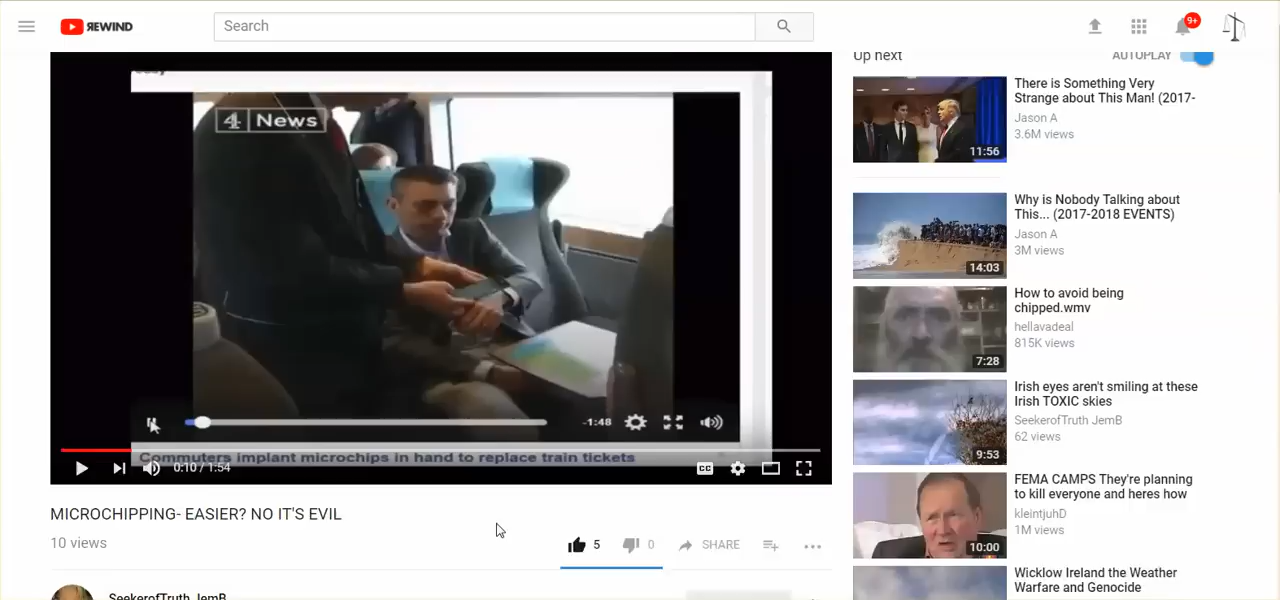 REWIND
Search
9+
Up next
AUTOPLAY
4 News
-1:48
Commuters implant microchips in hand to replace train tickets
0:10 / 1:54
CC
MICROCHIPPING- EASIER? NO IT'S EVIL
10 views
5
0
SHARE
SeekerofTruth JemB
11:56
There is Something Very
Strange about This Man! (2017-
Jason A
3.6M views
14:03
Why is Nobody Talking about
This... (2017-2018 EVENTS)
Jason A
3M views
7:28
How to avoid being
chipped.wmv
hellavadeal
815K views
9:53
Irish eyes aren't smiling at these
Irish TOXIC skies
SeekerofTruth JemB
62 views
10:00
FEMA CAMPS They're planning
to kill everyone and heres how
kleintjuhD
1M views
Wicklow Ireland the Weather
Warfare and Genocide